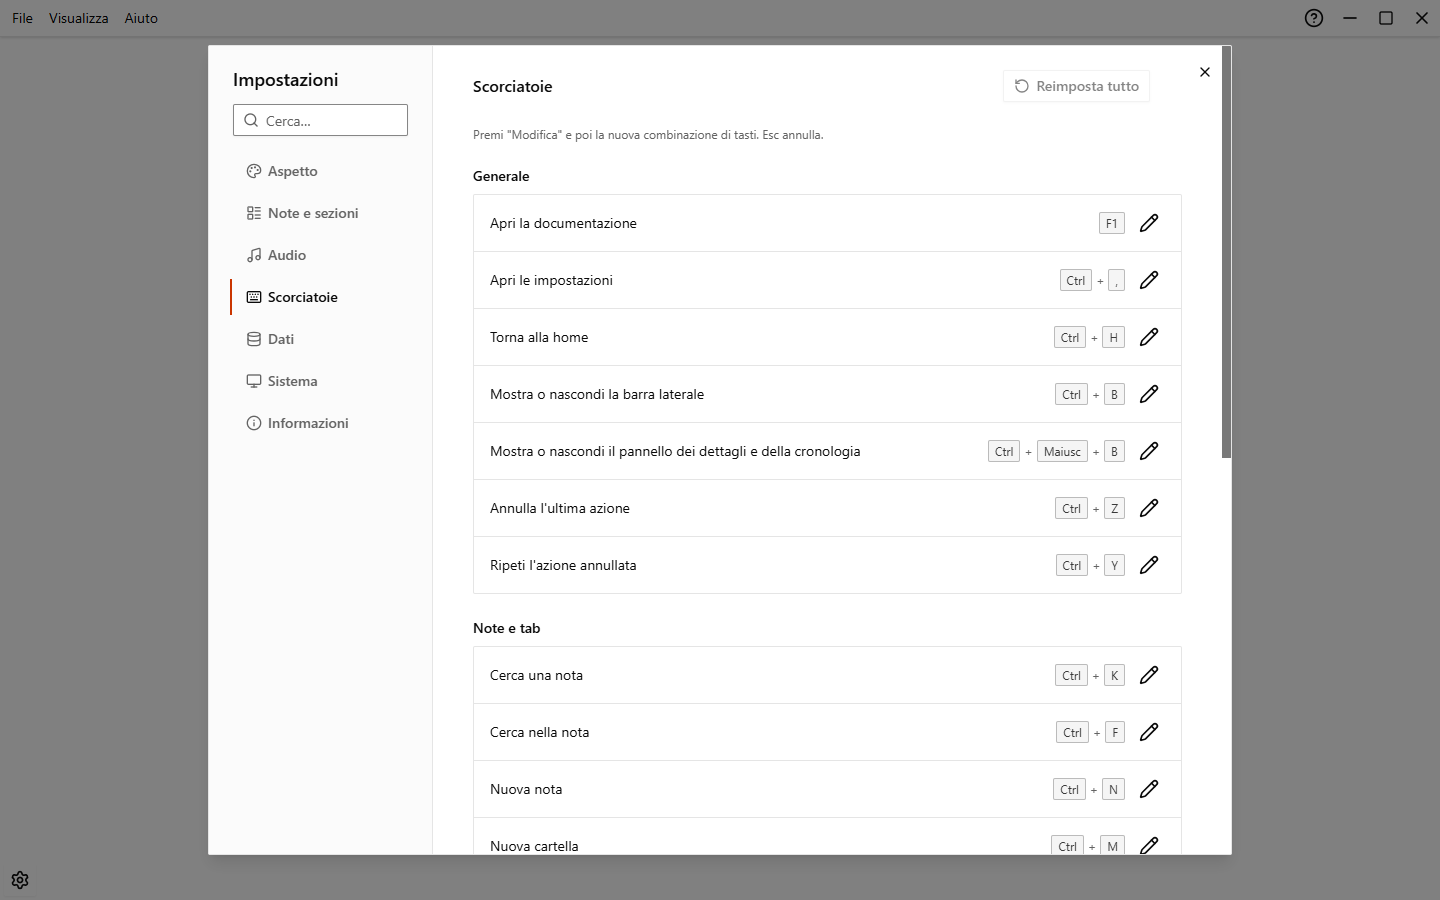 File Visualizza Aiuto
Impostazioni
Cerca...
Aspetto
Note e sezioni
Audio
Scorciatoie
Dati
Sistema
Informazioni
Scorciatoie
Reimposta tutto
Premi "Modifica" e poi la nuova combinazione di tasti. Esc annulla.
Generale
Apri la documentazione F1
Apri le impostazioni Ctrl + ,
Torna alla home Ctrl + H
Mostra o nascondi la barra laterale Ctrl + B
Mostra o nascondi il pannello dei dettagli e della cronologia Ctrl + Maiusc + B
Annulla l'ultima azione Ctrl + Z
Ripeti l'azione annullata Ctrl + Y
Note e tab
Cerca una nota Ctrl + K
Cerca nella nota Ctrl + F
Nuova nota Ctrl + N
Nuova cartella Ctrl + M